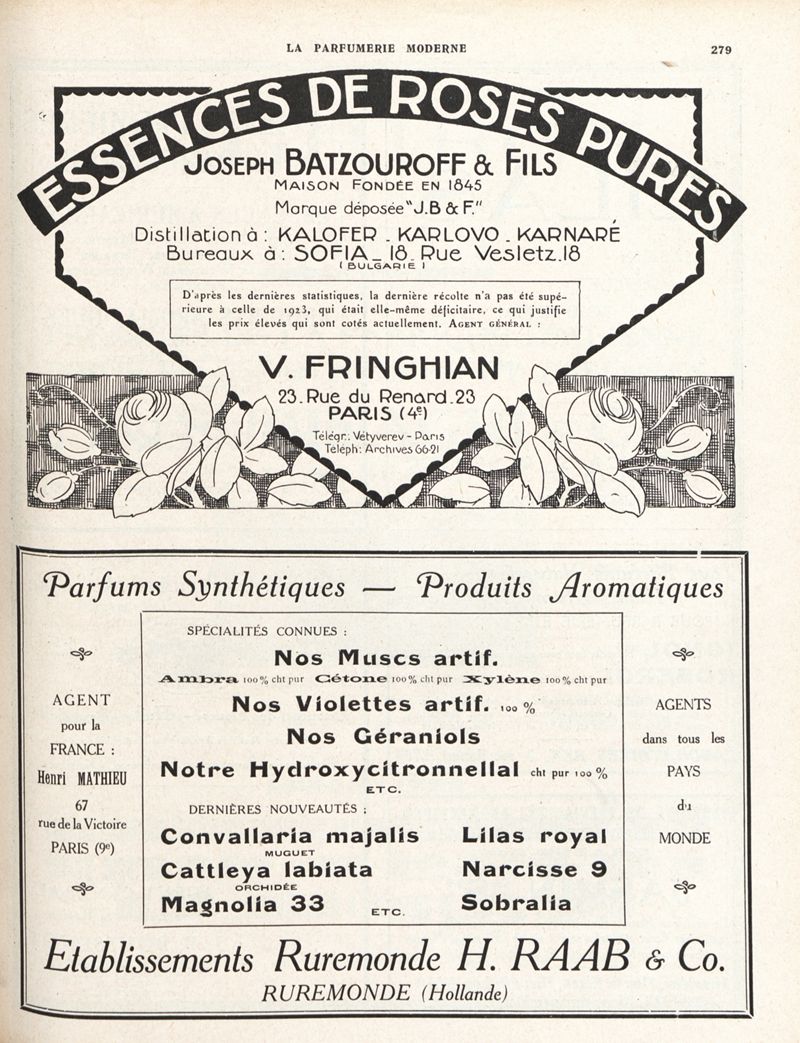 LA PARFUMERIE MODERNE
279
ESSENCES DE ROSES PURES
JOSEPH BATZOUROFF & FILS
MAISON FONDÉE EN 1845
Marque déposée "J.B & F."
Distillation à : KALOFER _ KARLOVO _ KARNARÉ
Bureaux à : SOFIA _ 18_ Rue Vesletz.18
( BULGARIE )
D'après les dernières statistiques, la dernière récolte n'a pas été supé-
rieure à celle de 1923, qui était elle-même déficitaire, ce qui justifie
les prix élevés qui sont cotés actuellement. AGENT GÉNÉRAL :
V. FRINGHIAN
23. Rue du Renard.23
PARIS (4e)
Télégr.: Vétyverev - Paris
Téléph: Archives 66-21
Parfums Synthétiques — Produits Aromatiques
AGENT
pour la
FRANCE :
Henri MATHIEU
67
rue de la Victoire
PARIS (9e)
SPÉCIALITÉS CONNUES :
Nos Muscs artif.
Ambra 100 % cht pur Cétone 100 % cht pur Xylène 100 % cht pur
Nos Violettes artif. 100 %
Nos Géraniols
Notre Hydroxycitronnellal cht pur 100 %
ETC.
DERNIÈRES NOUVEAUTÉS :
Convallaria majalis Lilas royal
MUGUET
Cattleya labiata Narcisse 9
ORCHIDÉE
Magnolia 33 ETC. Sobralia
AGENTS
dans tous les
PAYS
du
MONDE
Etablissements Ruremonde H. RAAB & Co.
RUREMONDE (Hollande)